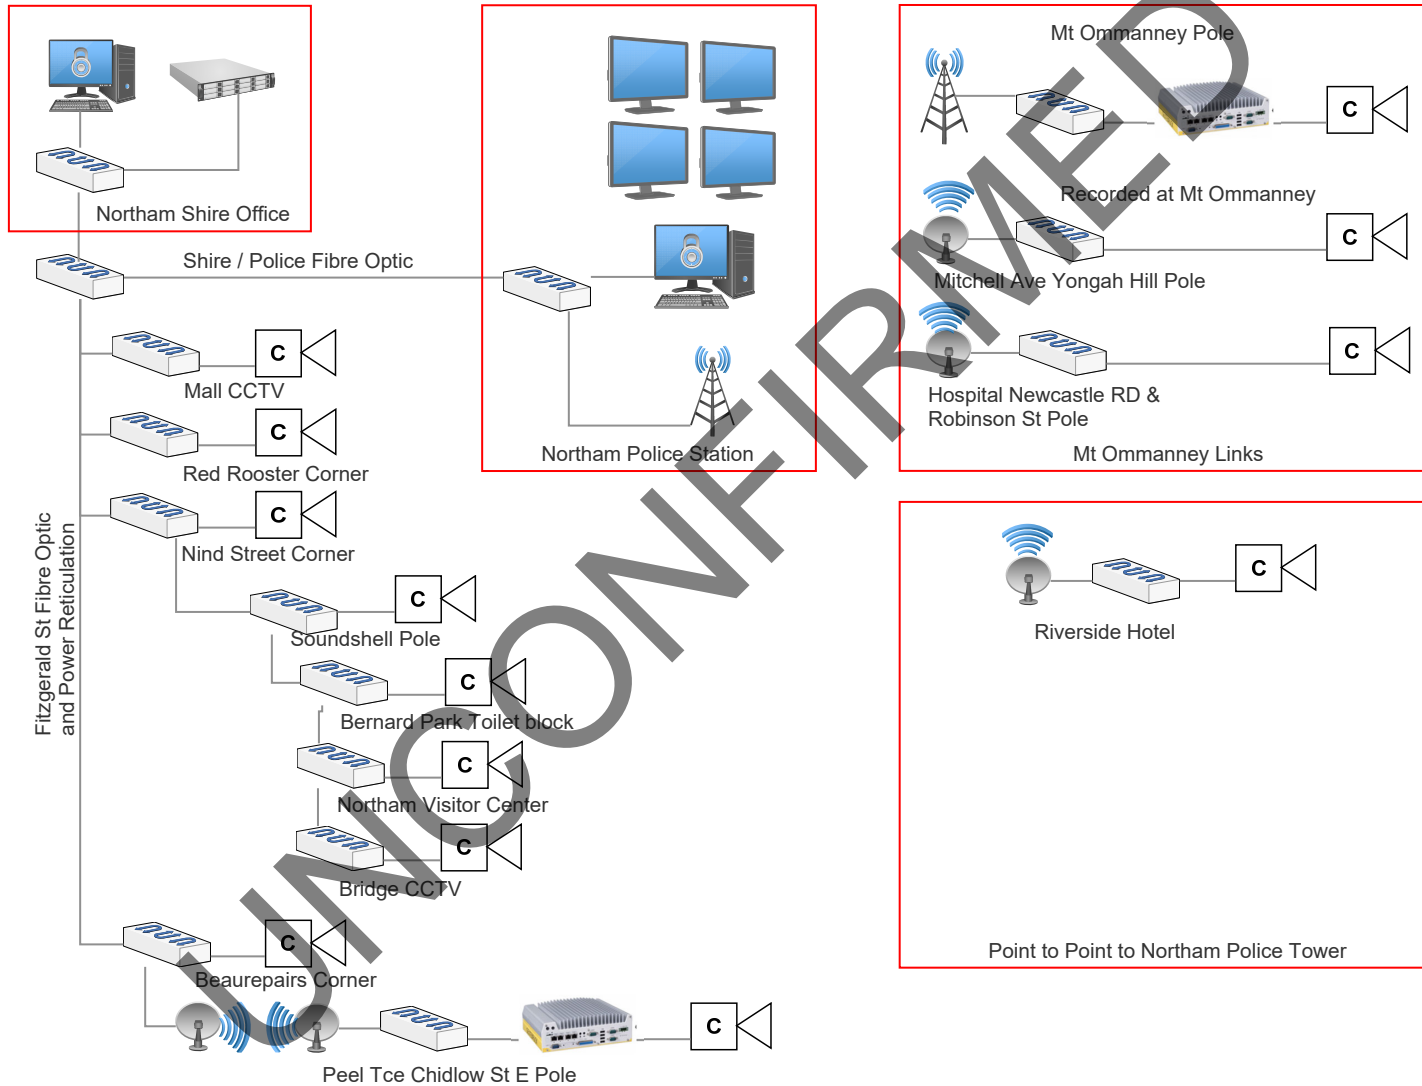 Northam Shire Office
Shire / Police Fibre Optic
C
Mall CCTV
C
Red Rooster Corner
C
Nind Street Corner
C
Soundshell Pole
C
Bernard Park Toilet block
C
Northam Visitor Center
C
Bridge CCTV
Fitzgerald St Fibre Optic
and Power Reticulation
C
Beaurepairs Corner
C
Peel Tce Chidlow St E Pole
Northam Police Station
Mt Ommanney Pole
C
Recorded at Mt Ommanney
C
Mitchell Ave Yongah Hill Pole
C
Hospital Newcastle RD &
Robinson St Pole
Mt Ommanney Links
C
Riverside Hotel
Point to Point to Northam Police Tower
UNCONFIRMED